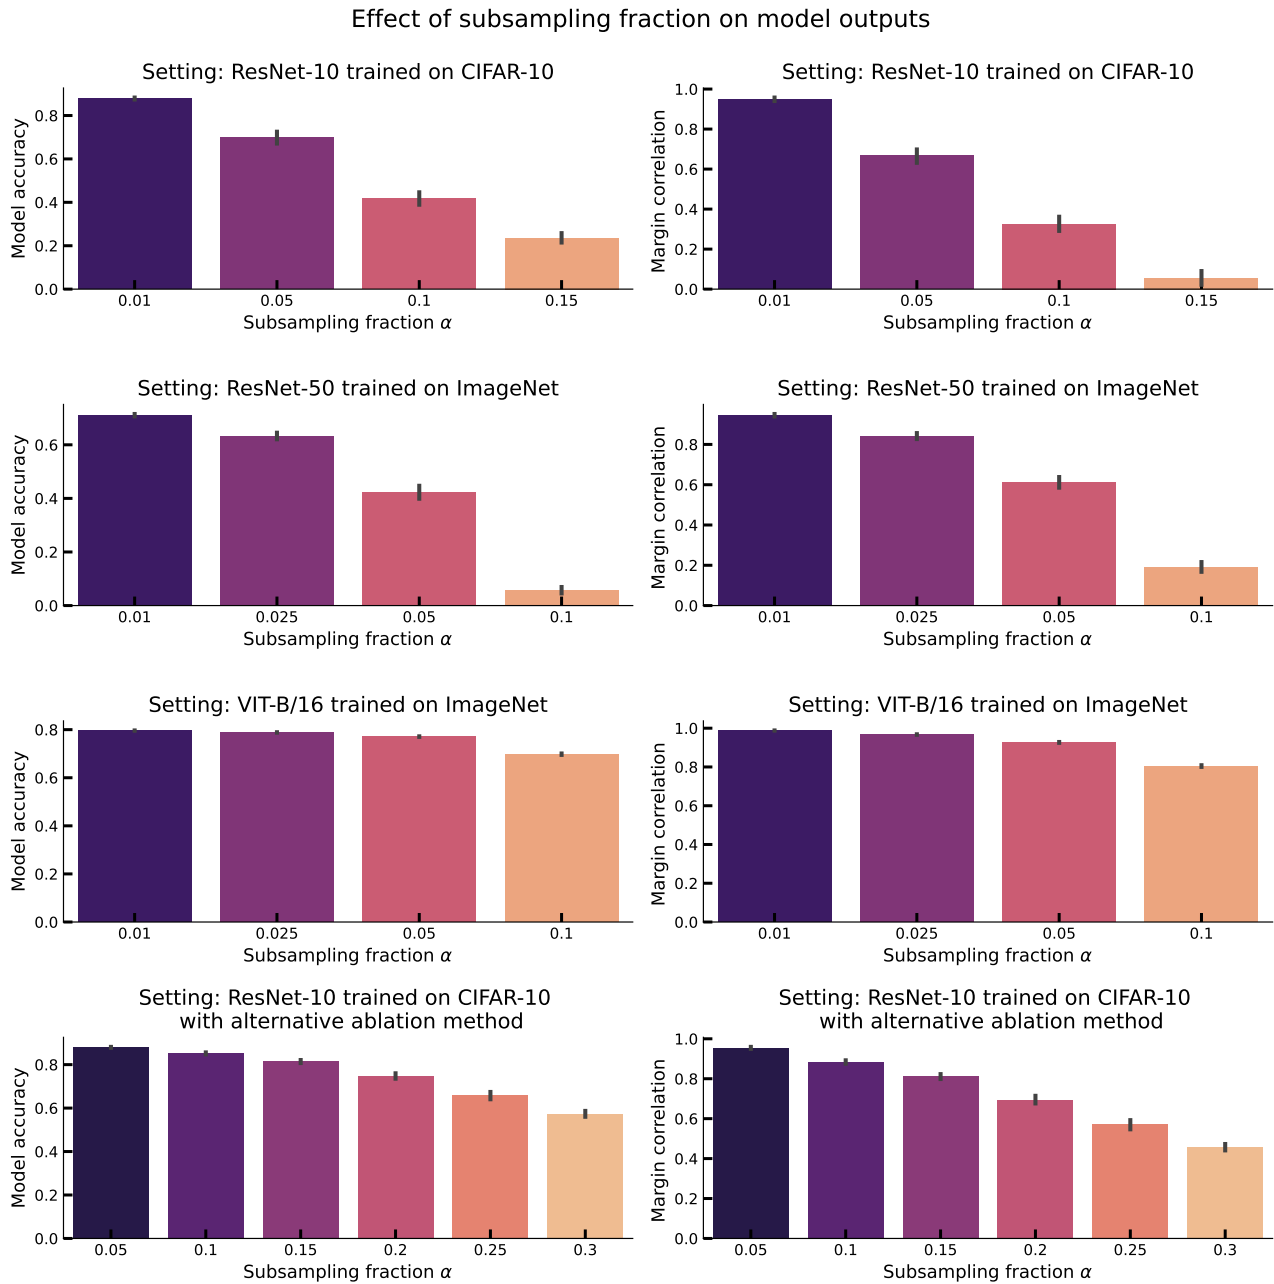 Effect of subsampling fraction on model outputs
Setting: ResNet-10 trained on CIFAR-10
Model accuracy
0.8
0.6
0.4
0.2
0.0
0.01 0.05 0.1 0.15
Subsampling fraction α
Setting: ResNet-10 trained on CIFAR-10
Margin correlation
1.0
0.8
0.6
0.4
0.2
0.0
0.01 0.05 0.1 0.15
Subsampling fraction α
Setting: ResNet-50 trained on ImageNet
Model accuracy
0.6
0.4
0.2
0.0
0.01 0.025 0.05 0.1
Subsampling fraction α
Setting: ResNet-50 trained on ImageNet
Margin correlation
0.8
0.6
0.4
0.2
0.0
0.01 0.025 0.05 0.1
Subsampling fraction α
Setting: VIT-B/16 trained on ImageNet
Model accuracy
0.8
0.6
0.4
0.2
0.0
0.01 0.025 0.05 0.1
Subsampling fraction α
Setting: VIT-B/16 trained on ImageNet
Margin correlation
1.0
0.8
0.6
0.4
0.2
0.0
0.01 0.025 0.05 0.1
Subsampling fraction α
Setting: ResNet-10 trained on CIFAR-10
with alternative ablation method
Model accuracy
0.8
0.6
0.4
0.2
0.0
0.05 0.1 0.15 0.2 0.25 0.3
Subsampling fraction α
Setting: ResNet-10 trained on CIFAR-10
with alternative ablation method
Margin correlation
1.0
0.8
0.6
0.4
0.2
0.0
0.05 0.1 0.15 0.2 0.25 0.3
Subsampling fraction α